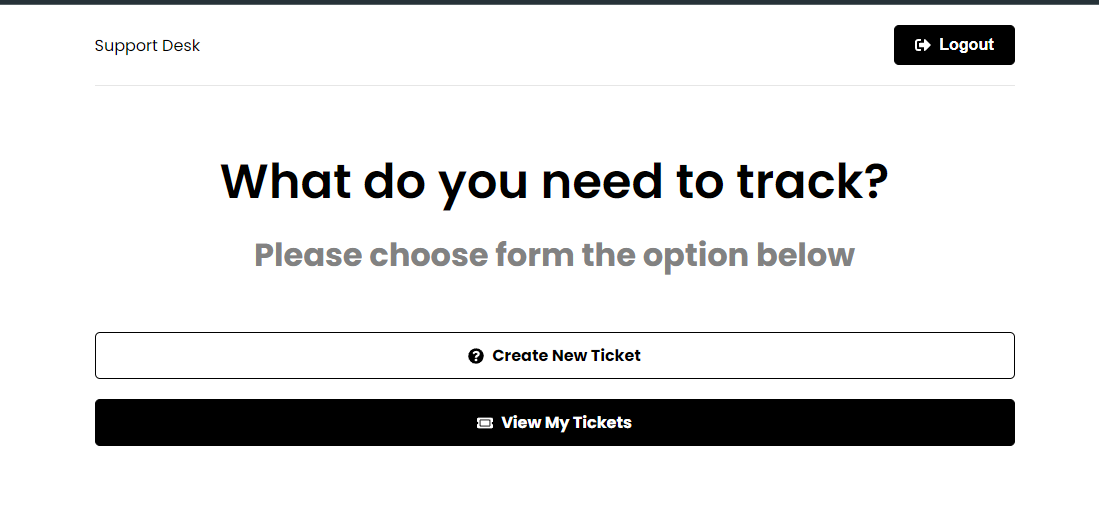 Support Desk
Logout
What do you need to track?
Please choose form the option below
Create New Ticket
View My Tickets